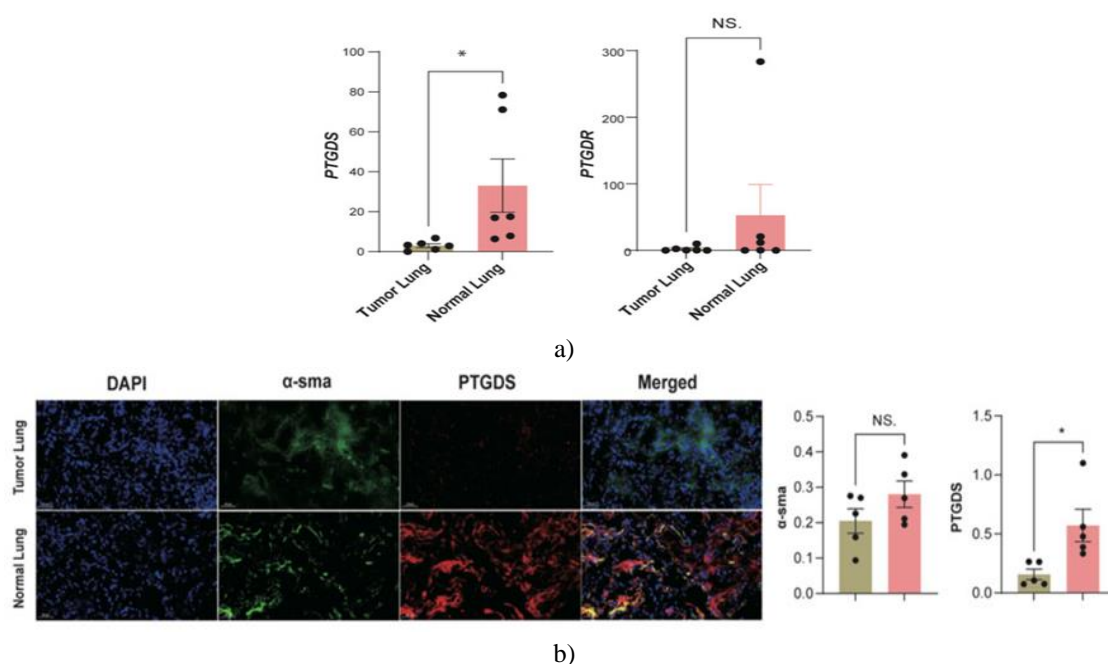 100
80
60
40
20
0
PTGDS
*
Tumor Lung
Normal Lung
300
200
100
0
PTGDR
NS.
Tumor Lung
Normal Lung
a)
DAPI α-sma PTGDS Merged
Tumor Lung
Normal Lung
0.5
0.4
0.3
0.2
0.1
0.0
α-sma
NS.
1.5
1.0
0.5
0.0
PTGDS
*
b)